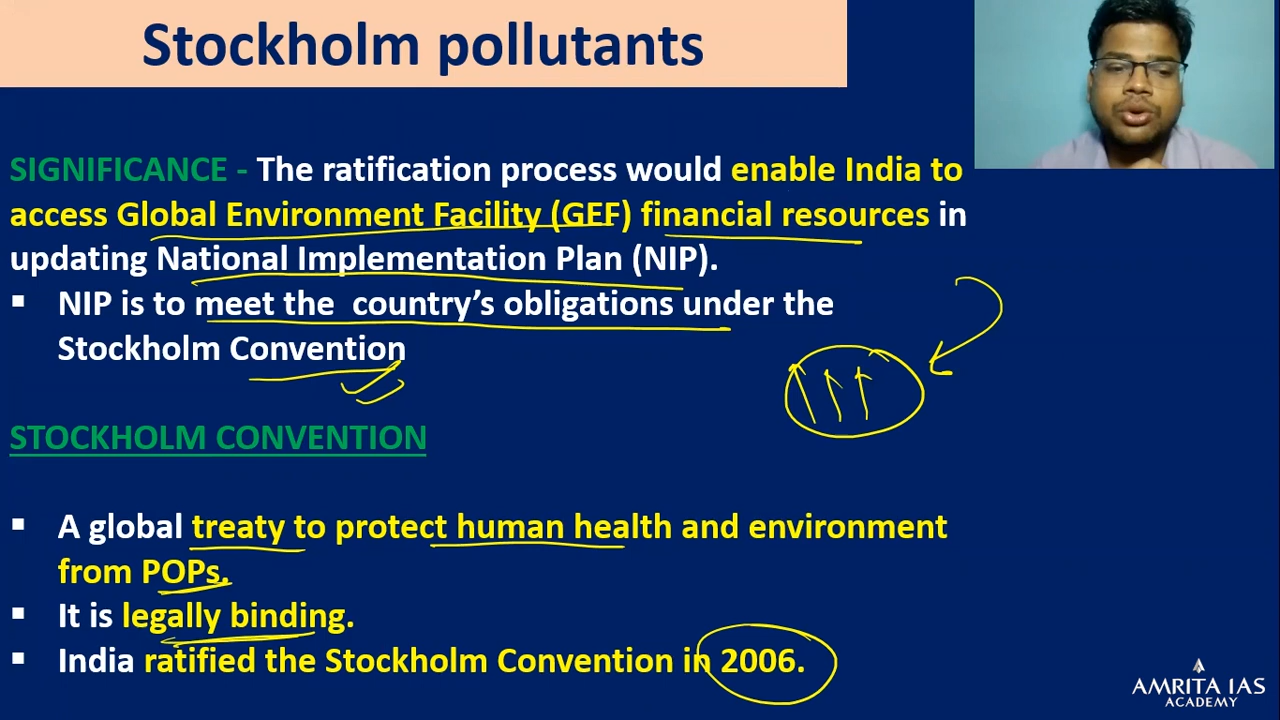 Stockholm pollutants
SIGNIFICANCE - The ratification process would enable India to
access Global Environment Facility (GEF) financial resources in
updating National Implementation Plan (NIP).
▪ NIP is to meet the country's obligations under the
Stockholm Convention
STOCKHOLM CONVENTION
▪ A global treaty to protect human health and environment
from POPs.
▪ It is legally binding.
▪ India ratified the Stockholm Convention in 2006.
AMRITA IAS
ACADEMY